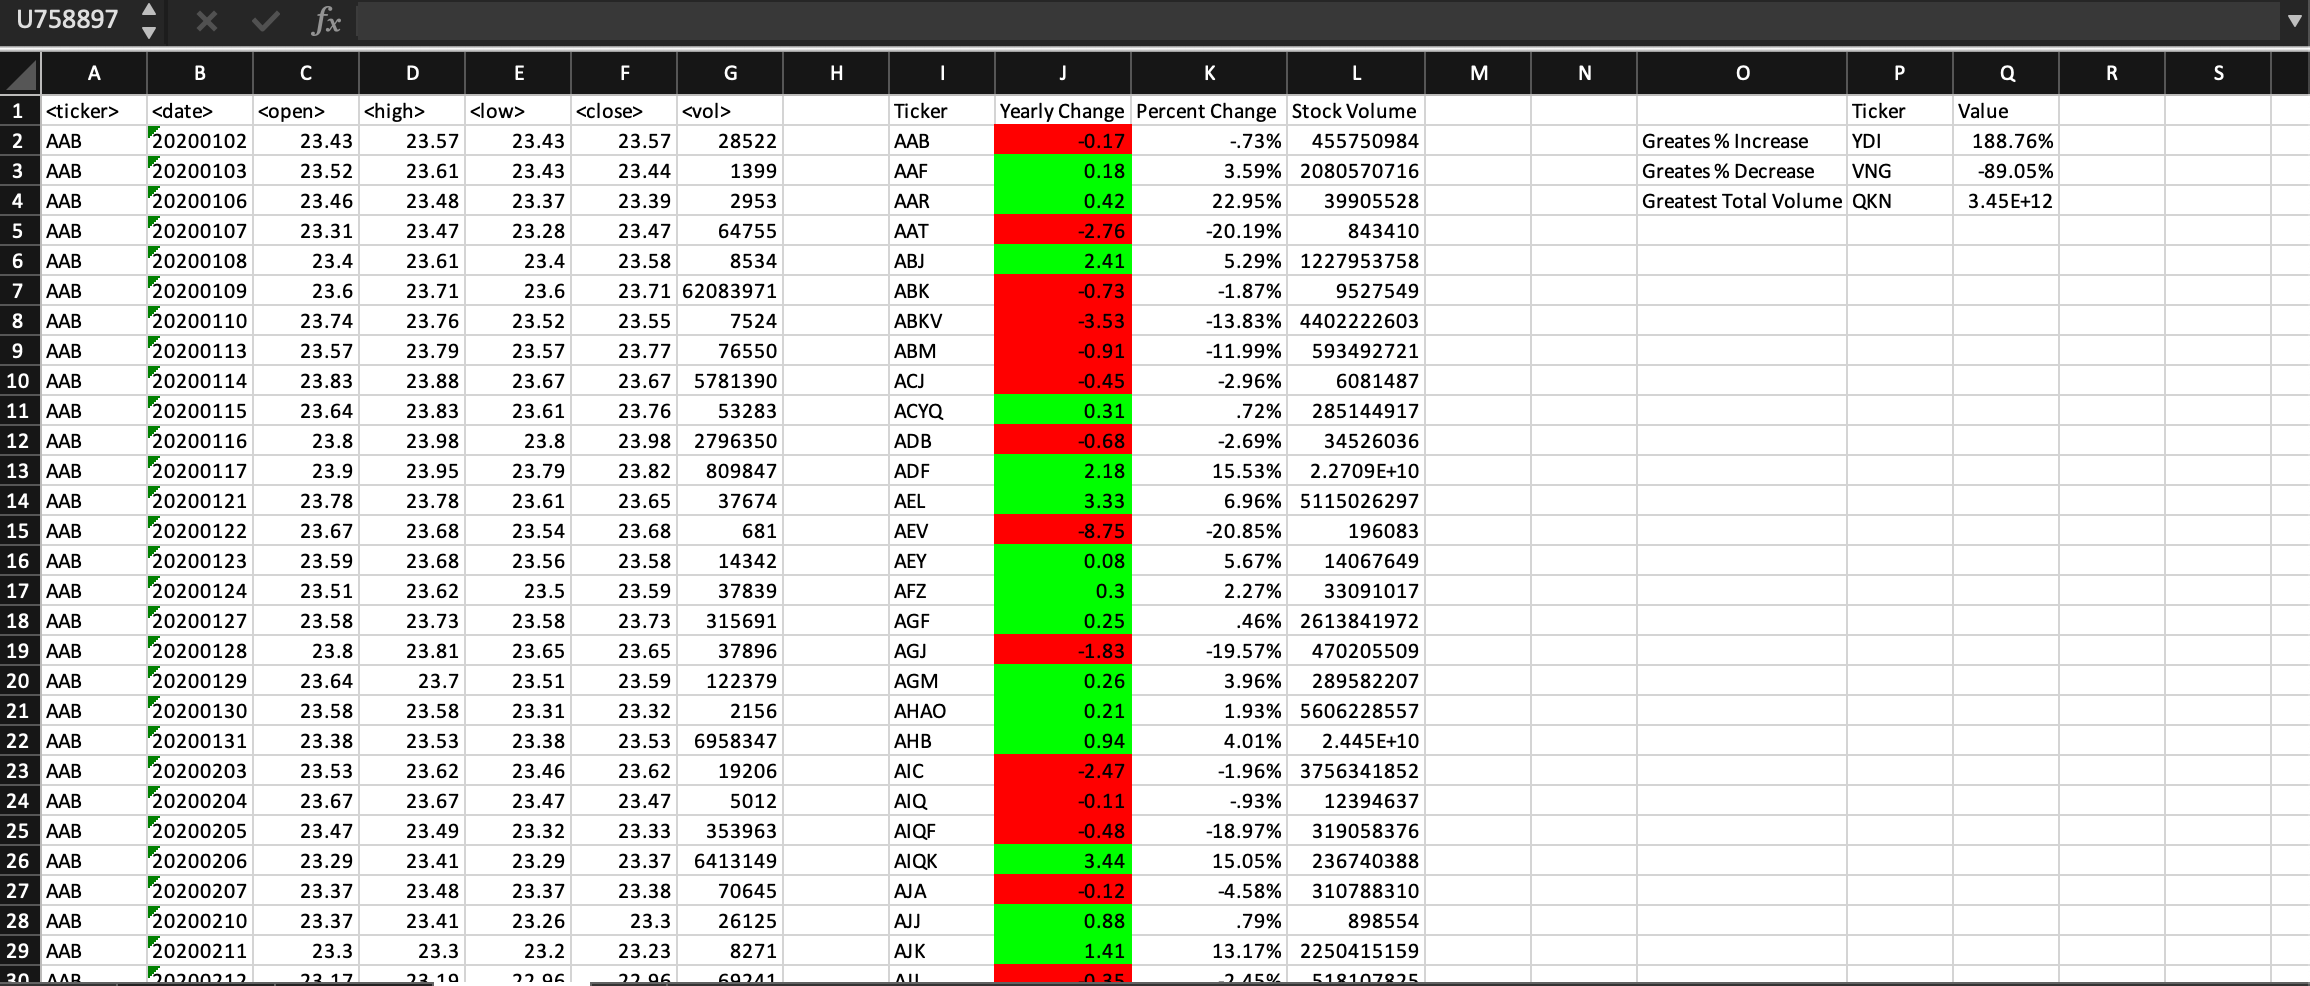 U758897 fx
A B C D E F G H I J K L M N O P Q R S
1 <ticker> <date> <open> <high> <low> <close> <vol> Ticker Yearly Change Percent Change Stock Volume Ticker Value
2 AAB 20200102 23.43 23.57 23.43 23.57 28522 AAB -0.17 -.73% 455750984 Greates % Increase YDI 188.76%
3 AAB 20200103 23.52 23.61 23.43 23.44 1399 AAF 0.18 3.59% 2080570716 Greates % Decrease VNG -89.05%
4 AAB 20200106 23.46 23.48 23.37 23.39 2953 AAR 0.42 22.95% 39905528 Greatest Total Volume QKN 3.45E+12
5 AAB 20200107 23.31 23.47 23.28 23.47 64755 AAT -2.76 -20.19% 843410
6 AAB 20200108 23.4 23.61 23.4 23.58 8534 ABJ 2.41 5.29% 1227953758
7 AAB 20200109 23.6 23.71 23.6 23.71 62083971 ABK -0.73 -1.87% 9527549
8 AAB 20200110 23.74 23.76 23.52 23.55 7524 ABKV -3.53 -13.83% 4402222603
9 AAB 20200113 23.57 23.79 23.57 23.77 76550 ABM -0.91 -11.99% 593492721
10 AAB 20200114 23.83 23.88 23.67 23.67 5781390 ACJ -0.45 -2.96% 6081487
11 AAB 20200115 23.64 23.83 23.61 23.76 53283 ACYQ 0.31 .72% 285144917
12 AAB 20200116 23.8 23.98 23.8 23.98 2796350 ADB -0.68 -2.69% 34526036
13 AAB 20200117 23.9 23.95 23.79 23.82 809847 ADF 2.18 15.53% 2.2709E+10
14 AAB 20200121 23.78 23.78 23.61 23.65 37674 AEL 3.33 6.96% 5115026297
15 AAB 20200122 23.67 23.68 23.54 23.68 681 AEV -8.75 -20.85% 196083
16 AAB 20200123 23.59 23.68 23.56 23.58 14342 AEY 0.08 5.67% 14067649
17 AAB 20200124 23.51 23.62 23.5 23.59 37839 AFZ 0.3 2.27% 33091017
18 AAB 20200127 23.58 23.73 23.58 23.73 315691 AGF 0.25 .46% 2613841972
19 AAB 20200128 23.8 23.81 23.65 23.65 37896 AGJ -1.83 -19.57% 470205509
20 AAB 20200129 23.64 23.7 23.51 23.59 122379 AGM 0.26 3.96% 289582207
21 AAB 20200130 23.58 23.58 23.31 23.32 2156 AHAO 0.21 1.93% 5606228557
22 AAB 20200131 23.38 23.53 23.38 23.53 6958347 AHB 0.94 4.01% 2.445E+10
23 AAB 20200203 23.53 23.62 23.46 23.62 19206 AIC -2.47 -1.96% 3756341852
24 AAB 20200204 23.67 23.67 23.47 23.47 5012 AIQ -0.11 -.93% 12394637
25 AAB 20200205 23.47 23.49 23.32 23.33 353963 AIQF -0.48 -18.97% 319058376
26 AAB 20200206 23.29 23.41 23.29 23.37 6413149 AIQK 3.44 15.05% 236740388
27 AAB 20200207 23.37 23.48 23.37 23.38 70645 AJA -0.12 -4.58% 310788310
28 AAB 20200210 23.37 23.41 23.26 23.3 26125 AJJ 0.88 .79% 898554
29 AAB 20200211 23.3 23.3 23.2 23.23 8271 AJK 1.41 13.17% 2250415159
30 AAB 20200212 23.17 23.19 22.96 22.96 69241 -0.35 -2.45% 518107825